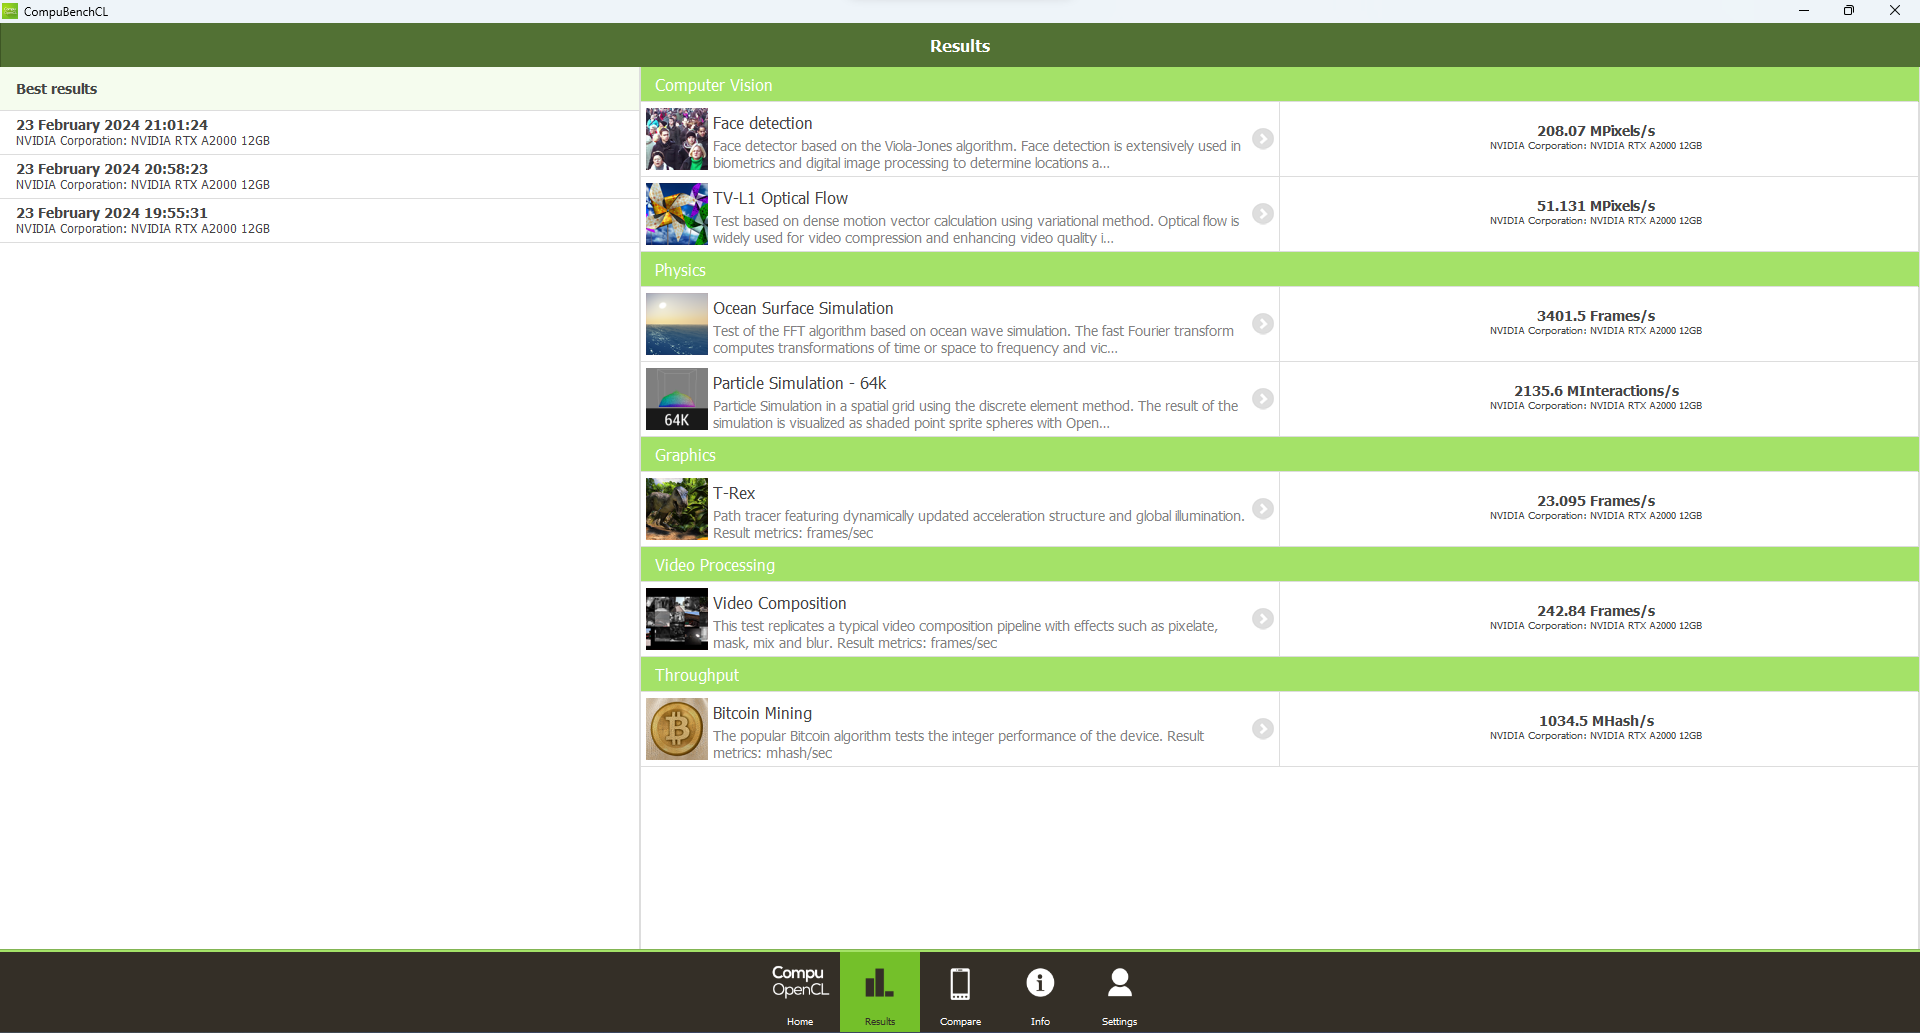 CompuBenchCL
Results
Best results
23 February 2024 21:01:24
NVIDIA Corporation: NVIDIA RTX A2000 12GB
23 February 2024 20:58:23
NVIDIA Corporation: NVIDIA RTX A2000 12GB
23 February 2024 19:55:31
NVIDIA Corporation: NVIDIA RTX A2000 12GB
Computer Vision
Face detection
Face detector based on the Viola-Jones algorithm. Face detection is extensively used in
biometrics and digital image processing to determine locations a...
208.07 MPixels/s
NVIDIA Corporation: NVIDIA RTX A2000 12GB
TV-L1 Optical Flow
Test based on dense motion vector calculation using variational method. Optical flow is
widely used for video compression and enhancing video quality i...
51.131 MPixels/s
NVIDIA Corporation: NVIDIA RTX A2000 12GB
Physics
Ocean Surface Simulation
Test of the FFT algorithm based on ocean wave simulation. The fast Fourier transform
computes transformations of time or space to frequency and vic...
3401.5 Frames/s
NVIDIA Corporation: NVIDIA RTX A2000 12GB
64K
Particle Simulation - 64k
Particle Simulation in a spatial grid using the discrete element method. The result of the
simulation is visualized as shaded point sprite spheres with Open...
2135.6 MInteractions/s
NVIDIA Corporation: NVIDIA RTX A2000 12GB
Graphics
T-Rex
Path tracer featuring dynamically updated acceleration structure and global illumination.
Result metrics: frames/sec
23.095 Frames/s
NVIDIA Corporation: NVIDIA RTX A2000 12GB
Video Processing
Video Composition
This test replicates a typical video composition pipeline with effects such as pixelate,
mask, mix and blur. Result metrics: frames/sec
242.84 Frames/s
NVIDIA Corporation: NVIDIA RTX A2000 12GB
Throughput
Bitcoin Mining
The popular Bitcoin algorithm tests the integer performance of the device. Result
metrics: mhash/sec
1034.5 MHash/s
NVIDIA Corporation: NVIDIA RTX A2000 12GB
Compu
OpenCL
Home
Results
Compare
Info
Settings